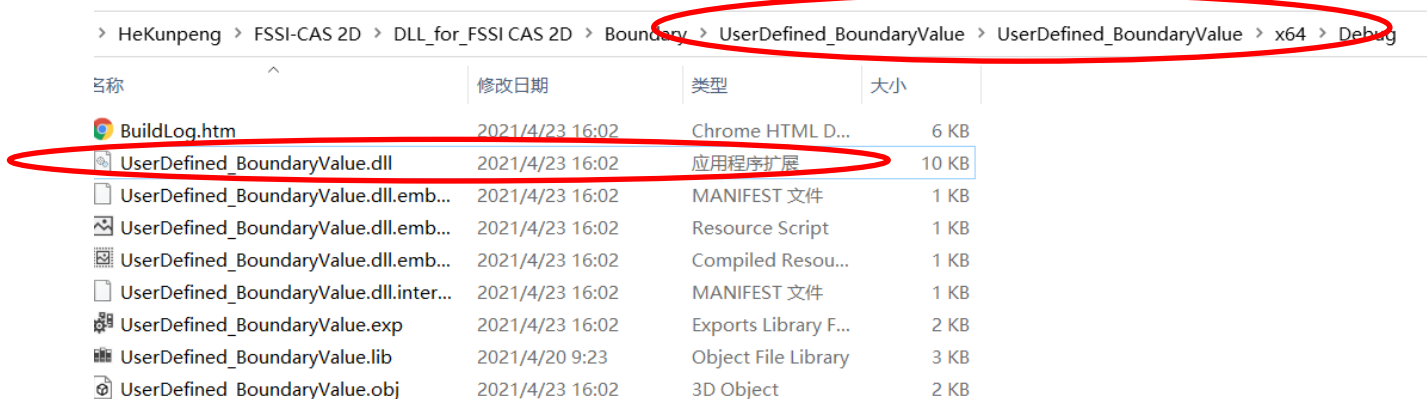 > HeKunpeng > FSSI-CAS 2D > DLL_for_FSSI CAS 2D > Boundary > UserDefined_BoundaryValue > UserDefined_BoundaryValue > x64 > Debug
名称 修改日期 类型 大小
BuildLog.htm 2021/4/23 16:02 Chrome HTML D... 6 KB
UserDefined_BoundaryValue.dll 2021/4/23 16:02 应用程序扩展 10 KB
UserDefined_BoundaryValue.dll.emb... 2021/4/23 16:02 MANIFEST 文件 1 KB
UserDefined_BoundaryValue.dll.emb... 2021/4/23 16:02 Resource Script 1 KB
UserDefined_BoundaryValue.dll.emb... 2021/4/23 16:02 Compiled Resou... 1 KB
UserDefined_BoundaryValue.dll.inter... 2021/4/23 16:02 MANIFEST 文件 1 KB
UserDefined_BoundaryValue.exp 2021/4/23 16:02 Exports Library F... 2 KB
UserDefined_BoundaryValue.lib 2021/4/20 9:23 Object File Library 3 KB
UserDefined_BoundaryValue.obj 2021/4/23 16:02 3D Object 2 KB